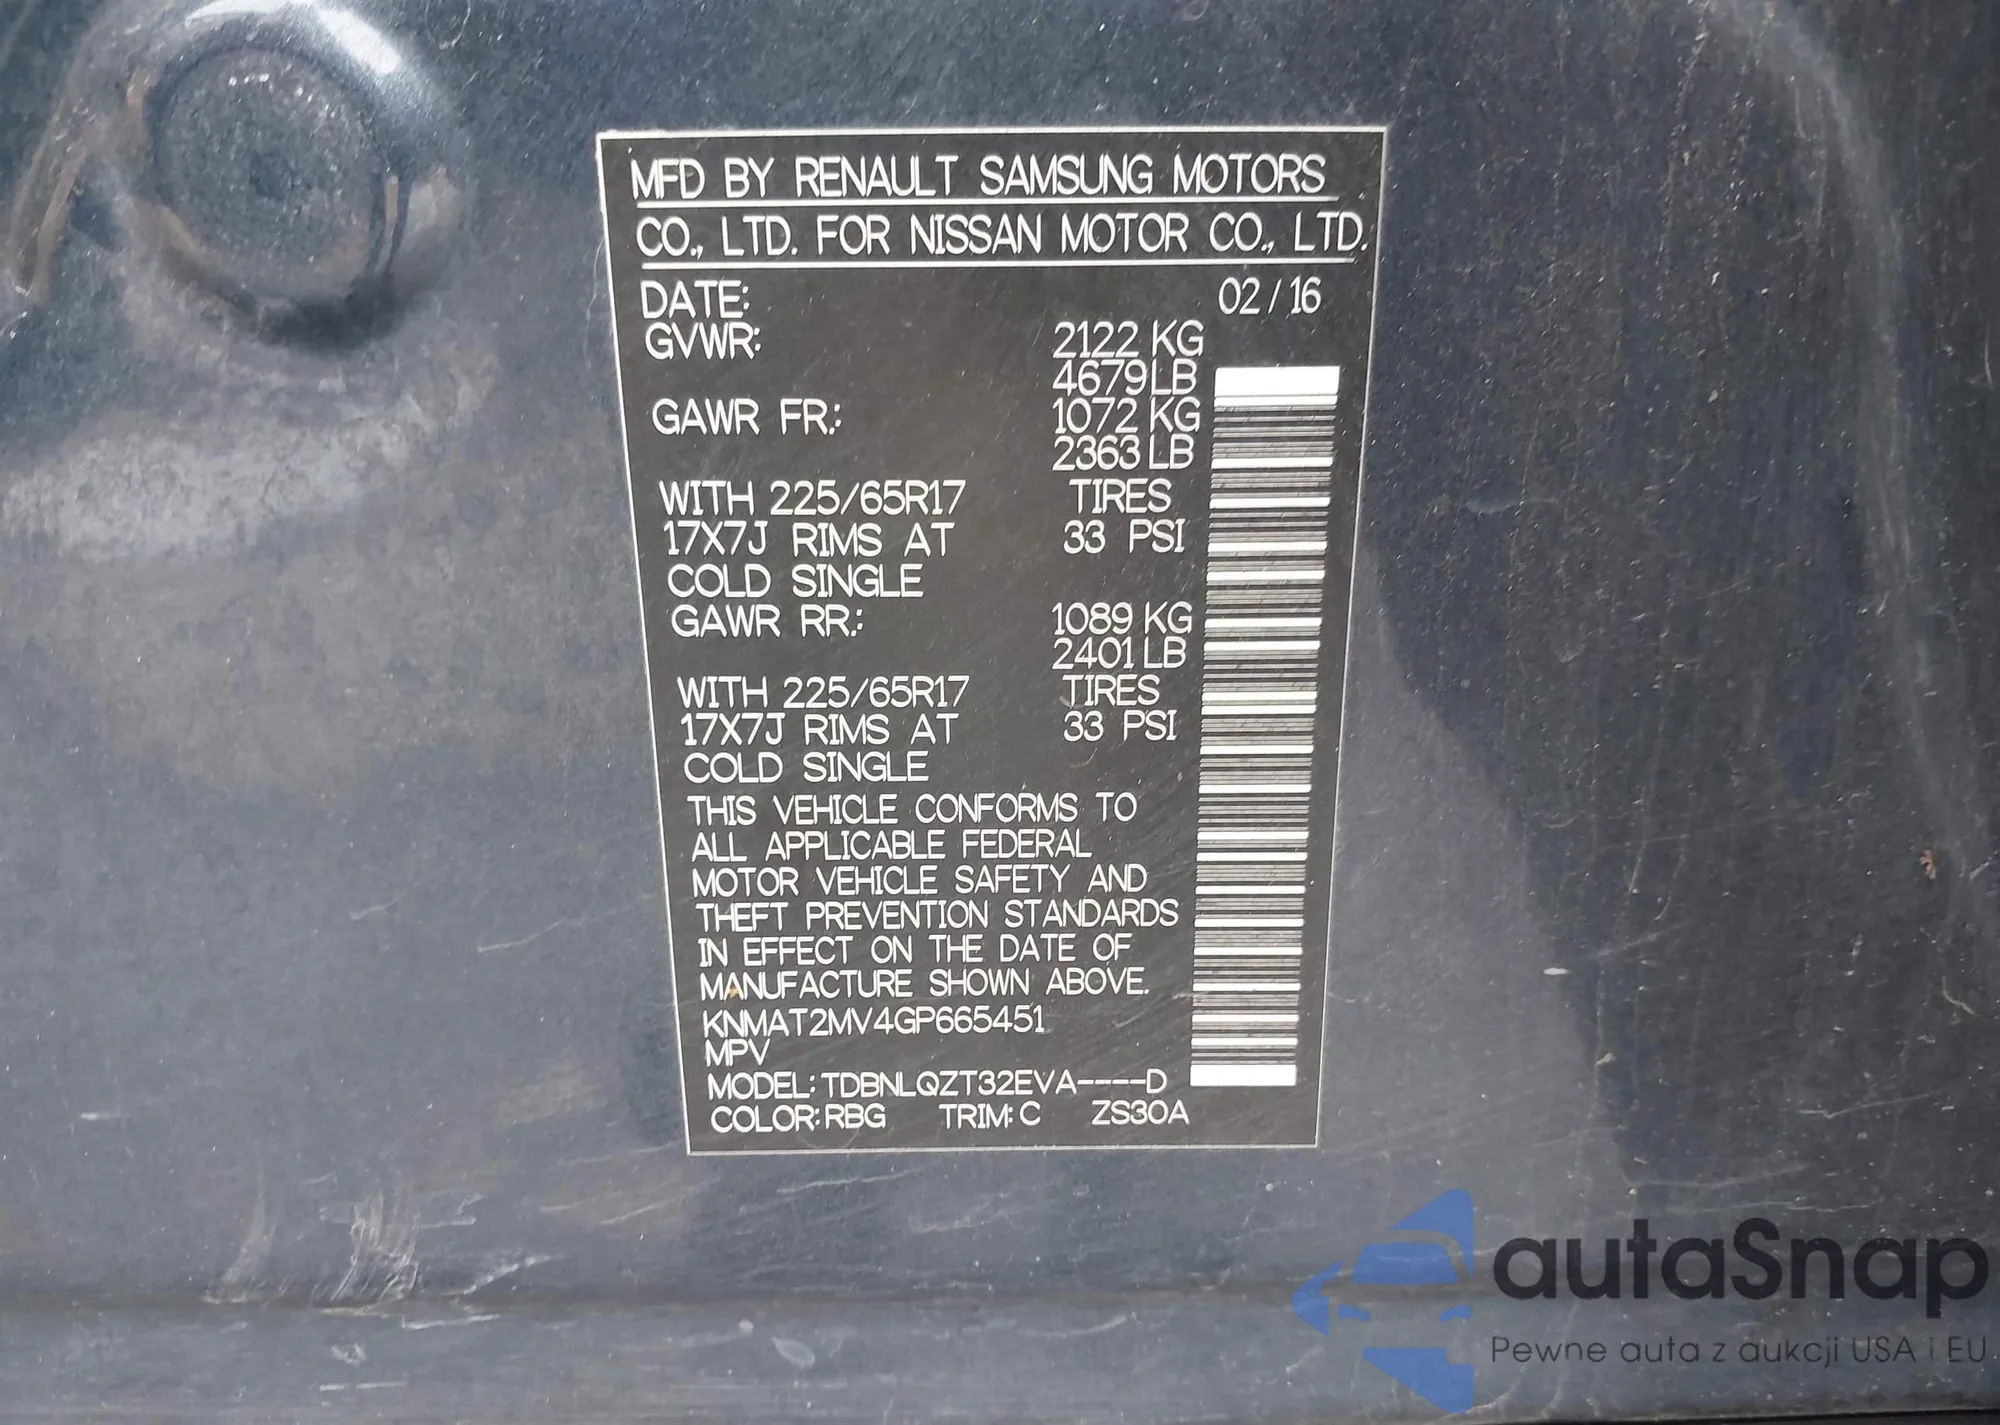 MFD BY RENAULT SAMSUNG MOTORS
CO., LTD. FOR NISSAN MOTOR CO., LTD.
DATE: 02 / 16
GVWR: 2122 KG
4679 LB
GAWR FR.: 1072 KG
2363 LB
WITH 225/65R17 TIRES
17X7J RIMS AT 33 PSI
COLD SINGLE
GAWR RR.: 1089 KG
2401 LB
WITH 225/65R17 TIRES
17X7J RIMS AT 33 PSI
COLD SINGLE
THIS VEHICLE CONFORMS TO
ALL APPLICABLE FEDERAL
MOTOR VEHICLE SAFETY AND
THEFT PREVENTION STANDARDS
IN EFFECT ON THE DATE OF
MANUFACTURE SHOWN ABOVE.
KNMAT2MV4GP665451
MPV
MODEL: TDBNLQZT32EVA----D
COLOR: RBG TRIM: C ZS30A
autaSnap
Pewne auta z aukcji USA i EU